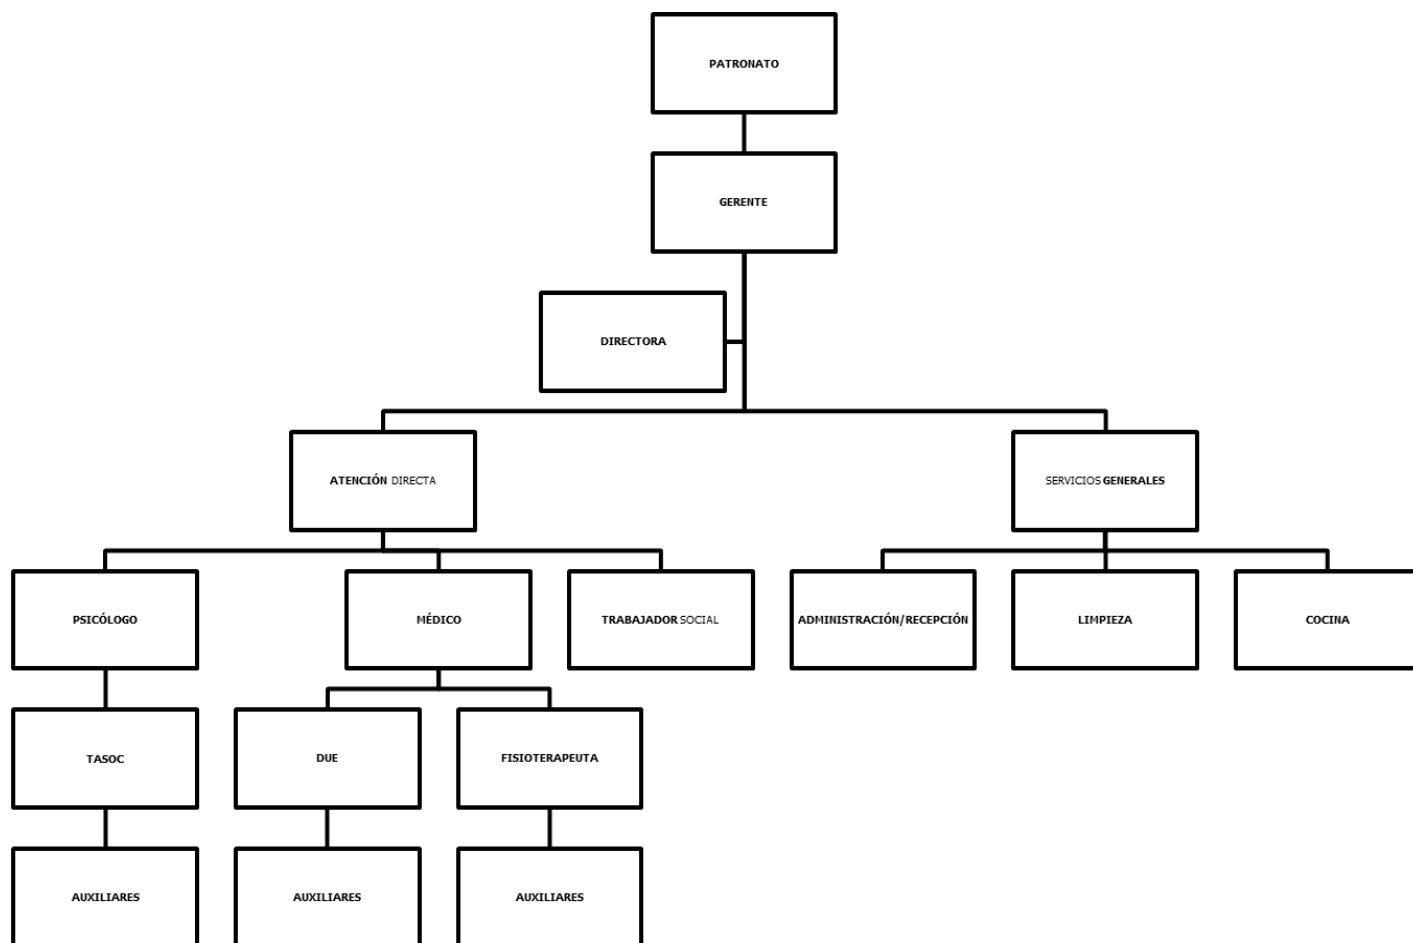 PATRONATO
GERENTE
DIRECTORA
ATENCIÓN DIRECTA
SERVICIOS GENERALES
PSICÓLOGO
MÉDICO
TRABAJADOR SOCIAL
ADMINISTRACIÓN/RECEPCIÓN
LIMPIEZA
COCINA
TASOC
DUE
FISIOTERAPEUTA
AUXILIARES
AUXILIARES
AUXILIARES